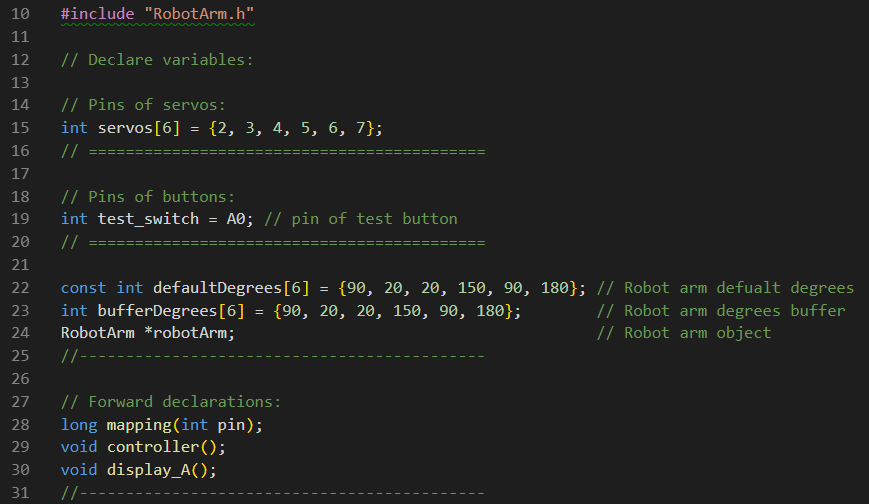 10 #include "RobotArm.h"
11
12 // Declare variables:
13
14 // Pins of servos:
15 int servos[6] = {2, 3, 4, 5, 6, 7};
16 // ===========================================
17
18 // Pins of buttons:
19 int test_switch = A0; // pin of test button
20 // ===========================================
21
22 const int defaultDegrees[6] = {90, 20, 20, 150, 90, 180}; // Robot arm defualt degrees
23 int bufferDegrees[6] = {90, 20, 20, 150, 90, 180};        // Robot arm degrees buffer
24 RobotArm *robotArm;                                       // Robot arm object
25 //--------------------------------------------
26
27 // Forward declarations:
28 long mapping(int pin);
29 void controller();
30 void display_A();
31 //--------------------------------------------